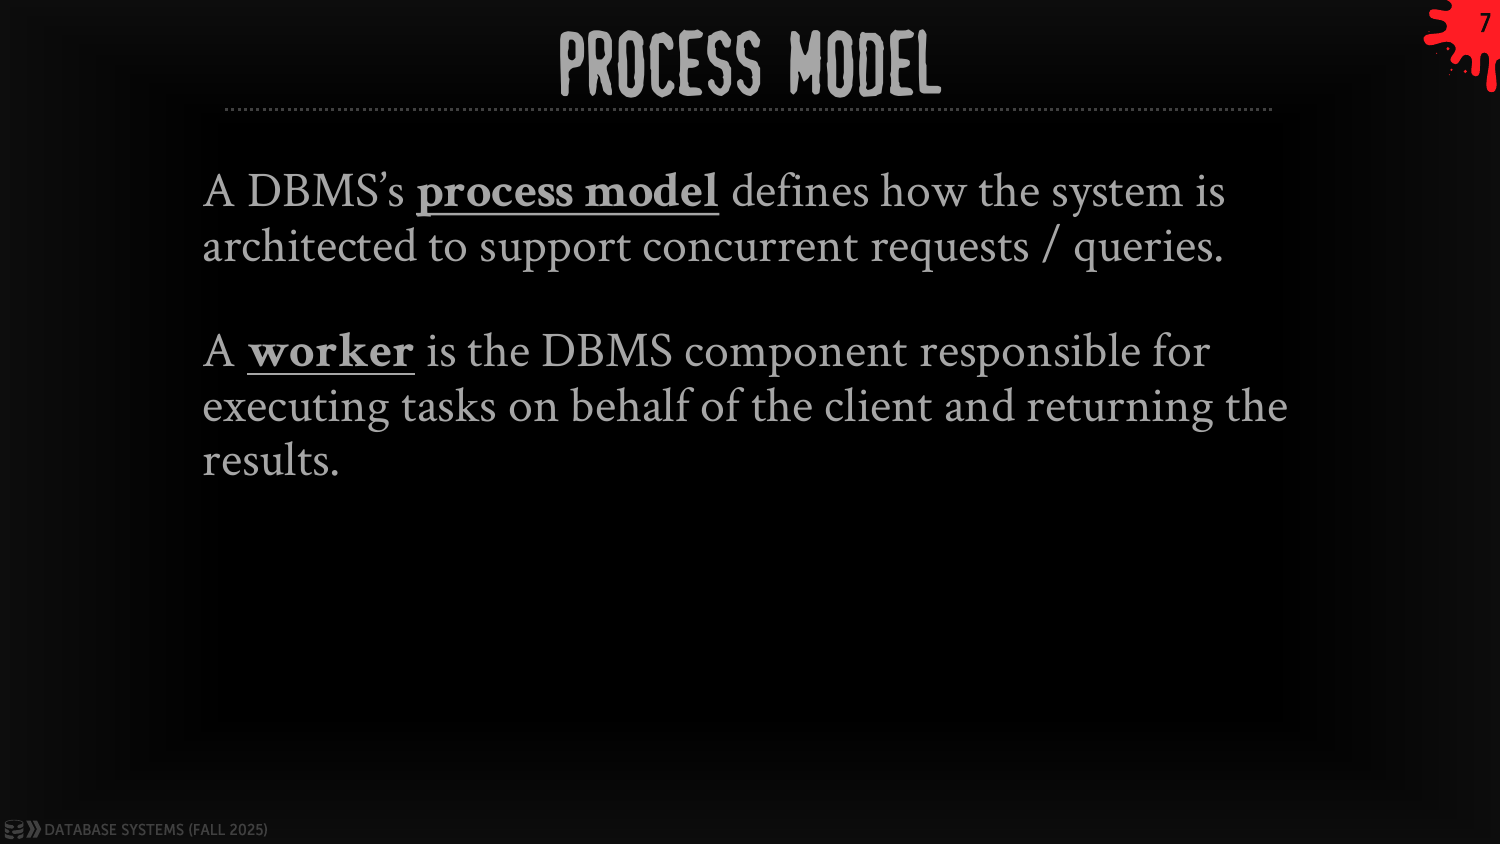 PROCESS MODEL
7
A DBMS’s process model defines how the system is
architected to support concurrent requests / queries.
A worker is the DBMS component responsible for
executing tasks on behalf of the client and returning the
results.
DATABASE SYSTEMS (FALL 2025)